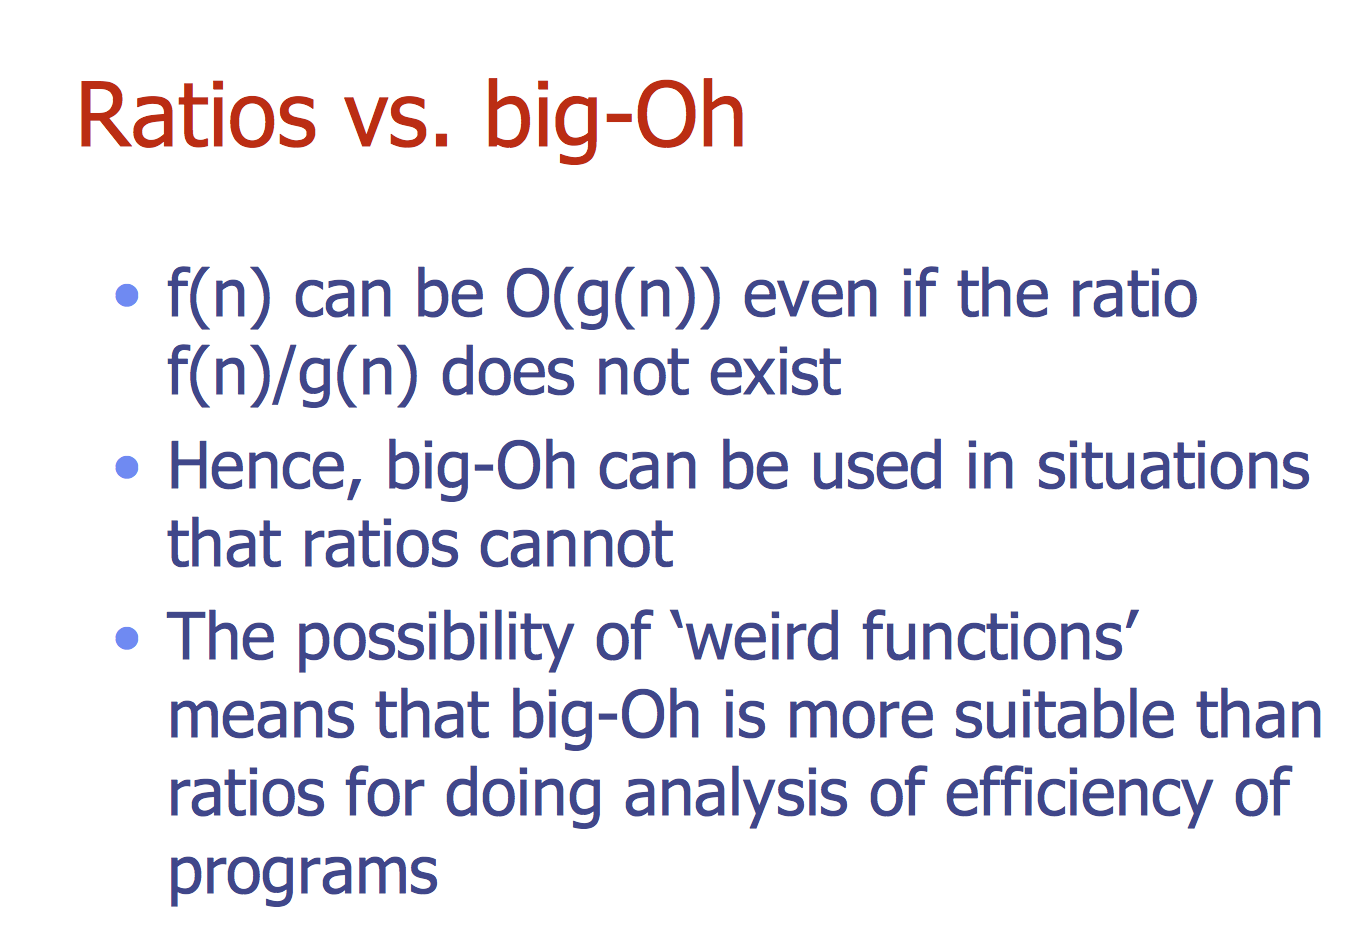 Ratios vs. big-Oh
• f(n) can be O(g(n)) even if the ratio
f(n)/g(n) does not exist
• Hence, big-Oh can be used in situations
that ratios cannot
• The possibility of ‘weird functions’
means that big-Oh is more suitable than
ratios for doing analysis of efficiency of
programs